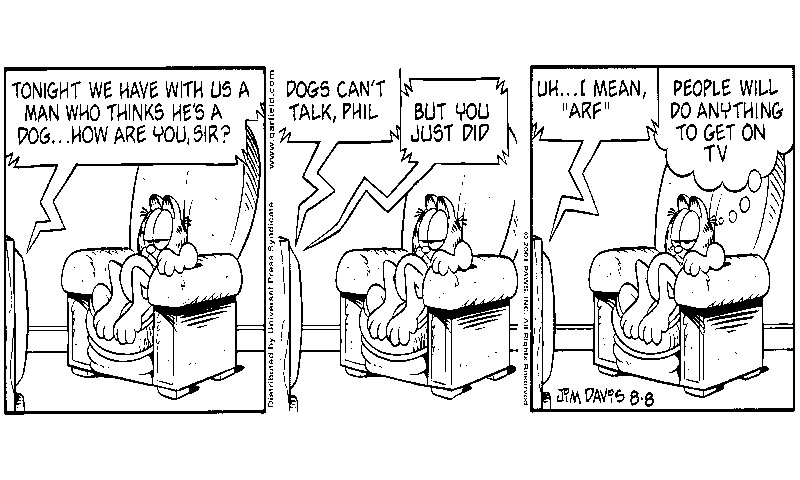 TONIGHT WE HAVE WITH US A
MAN WHO THINKS HE'S A
DOG...HOW ARE YOU, SIR?
www.garfield.com
Distributed by Universal Press Syndicate
DOGS CAN'T
TALK, PHIL
BUT YOU
JUST DID
© 2001 PAWS, INC. All Rights Reserved.
UH...I MEAN,
"ARF"
PEOPLE WILL
DO ANYTHING
TO GET ON
TV
JIM DAVIS 8-8